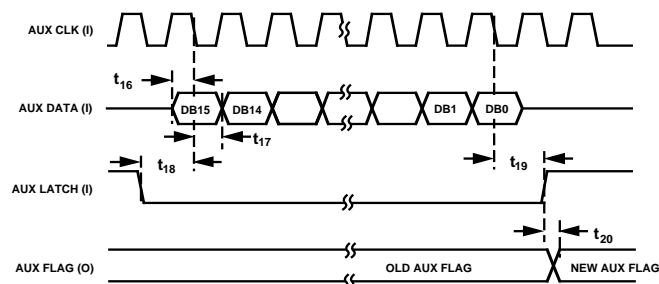 AUX CLK (I)
t16
AUX DATA (I)
DB15
DB14
DB1
DB0
t17
t18
t19
AUX LATCH (I)
t20
AUX FLAG (O)
OLD AUX FLAG
NEW AUX FLAG